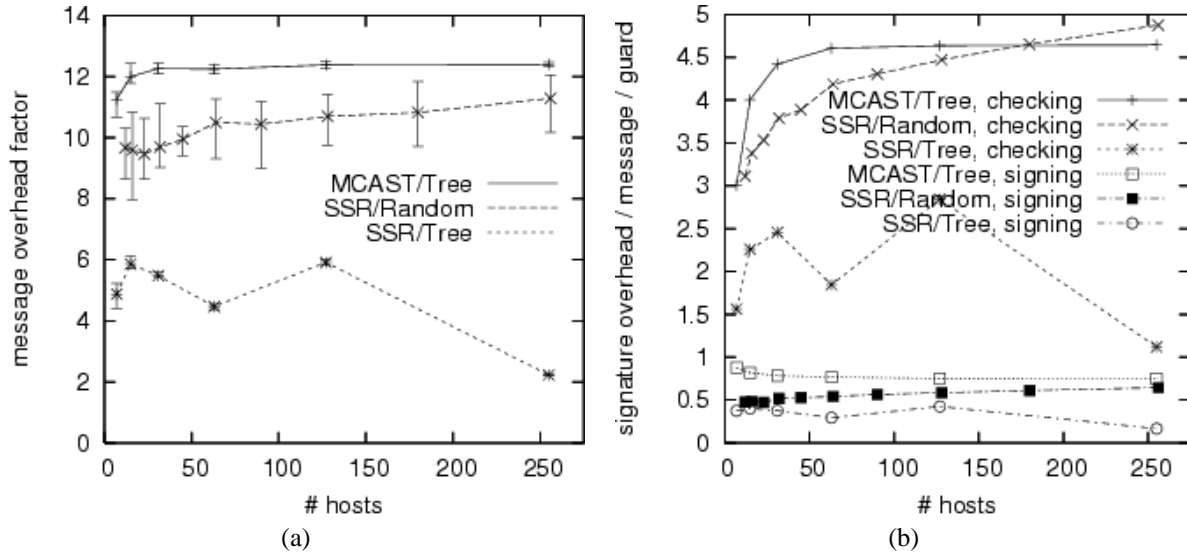 14
12
10
8
6
4
2
0
message overhead factor
MCAST/Tree
SSR/Random
SSR/Tree
0 50 100 150 200 250
# hosts
(a)
5
4.5
4
3.5
3
2.5
2
1.5
1
0.5
0
signature overhead / message / guard
MCAST/Tree, checking
SSR/Random, checking
SSR/Tree, checking
MCAST/Tree, signing
SSR/Random, signing
SSR/Tree, signing
0 50 100 150 200 250
# hosts
(b)